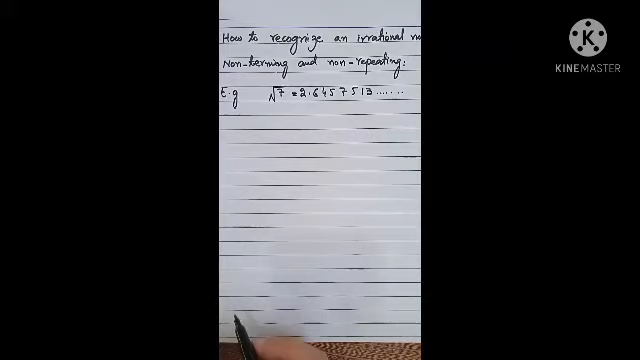 How to recognize an irrational n
Non-terming and non-repeating.
E.g √7 = 2.6457513.......
KINEMASTER